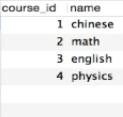 course_id name
1 chinese
2 math
3 english
4 physics